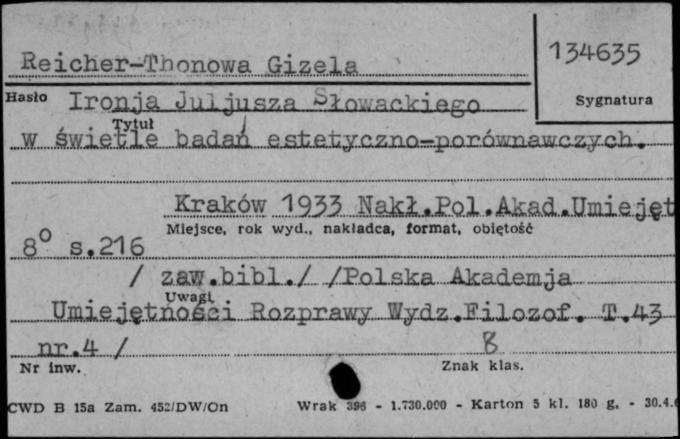 134635
Reicher-Thonowa Gizela
Sygnatura
Hasło Ironja Juljusza Słowackiego
Tytuł
w świetle badań estetyczno-porównawczych.
Kraków 1933 Nakł.Pol.Akad.Umiejęt
Miejsce, rok wyd., nakładca, format, objętość
8° s.216
/ zaw.bibl./ /Polska Akademja
Uwagi
Umiejętności Rozprawy Wydz.Filozof. T.43
nr.4 / B
Nr inw. Znak klas.
CWD B 15a Zam. 452/DW/On Wrak 396 - 1.730.000 - Karton 5 kl. 180 g. - 30.4.